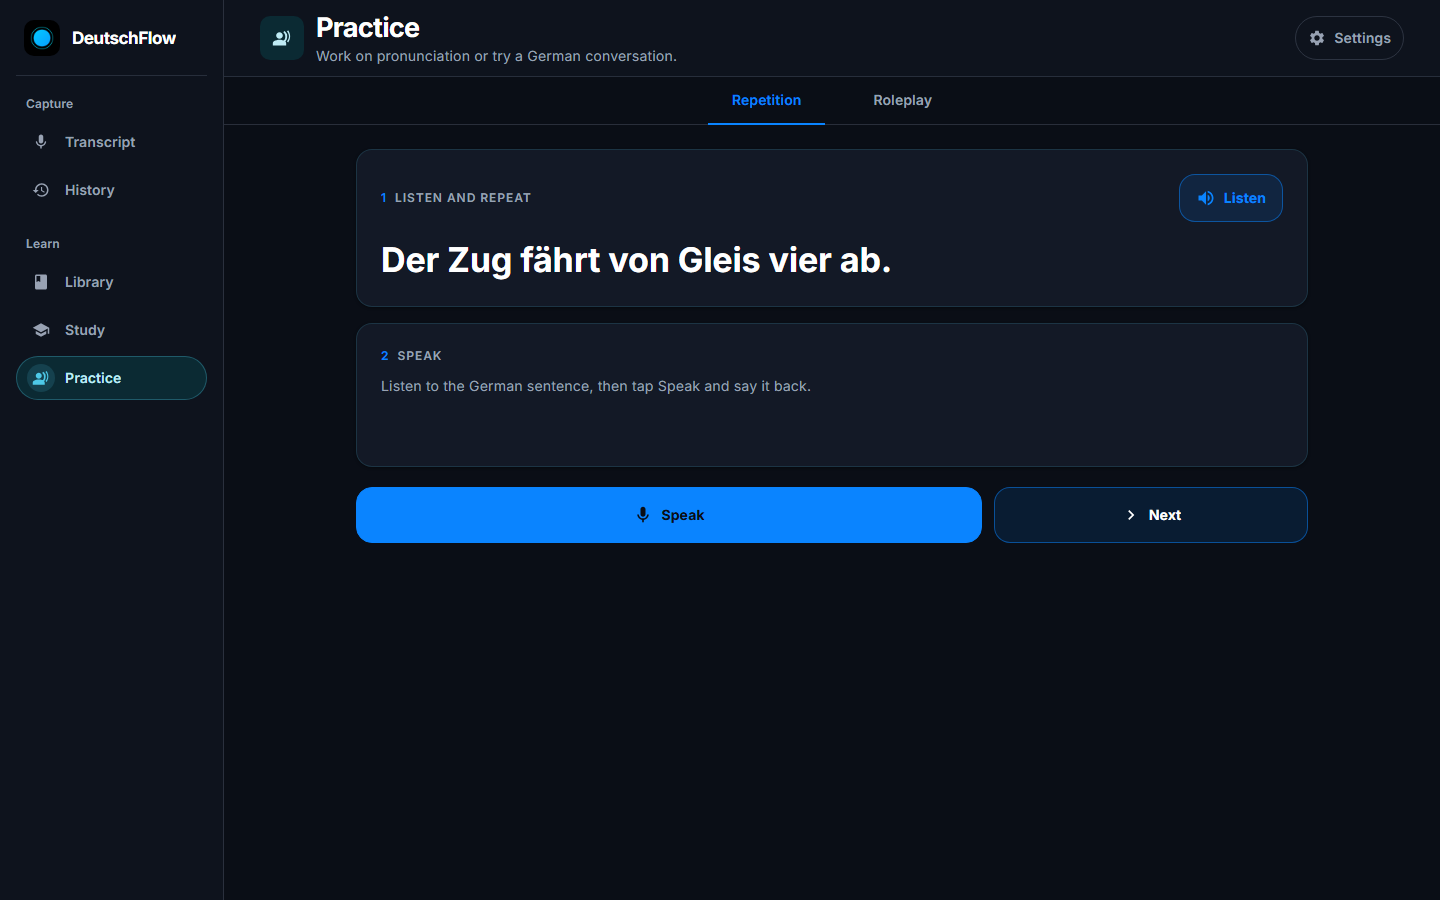 DeutschFlow
Capture
Transcript
History
Learn
Library
Study
Practice
Practice
Work on pronunciation or try a German conversation.
Settings
Repetition
Roleplay
1 LISTEN AND REPEAT
Listen
Der Zug fährt von Gleis vier ab.
2 SPEAK
Listen to the German sentence, then tap Speak and say it back.
Speak
Next